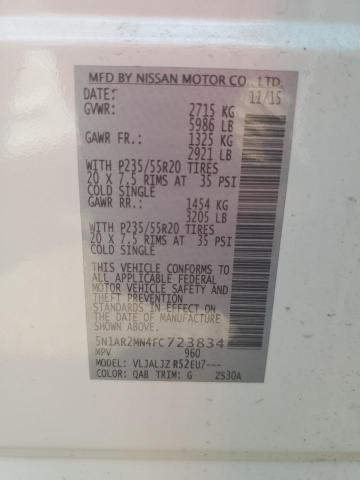 MFD BY NISSAN MOTOR CO., LTD.
DATE: 11/15
GVWR: 2715 KG
5986 LB
GAWR FR.: 1325 KG
2921 LB
WITH P235/55R20 TIRES
20 X 7.5 RIMS AT 35 PSI
COLD SINGLE
GAWR RR.: 1454 KG
3205 LB
WITH P235/55R20 TIRES
20 X 7.5 RIMS AT 35 PSI
COLD SINGLE
THIS VEHICLE CONFORMS TO
ALL APPLICABLE FEDERAL
MOTOR VEHICLE SAFETY AND
THEFT PREVENTION
STANDARDS IN EFFECT ON
THE DATE OF MANUFACTURE
SHOWN ABOVE.
5N1AR2MN4FC723834
MPV 960
MODEL: VLJALJZ R52EU7---
COLOR: QAB TRIM: G ZS30A